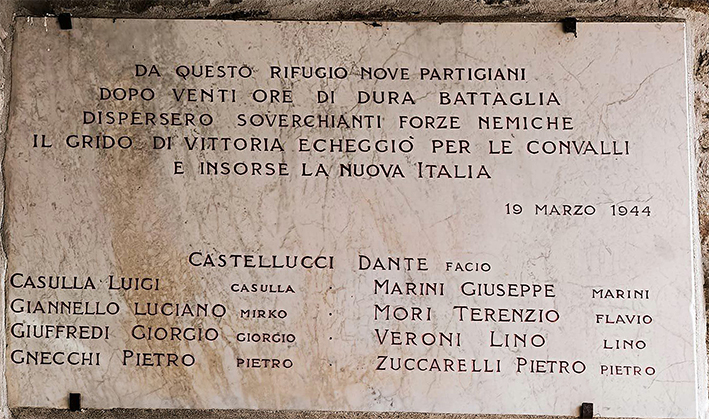 DA QUESTO RIFUGIO NOVE PARTIGIANI
DOPO VENTI ORE DI DURA BATTAGLIA
DISPERSERO SOVERCHIANTI FORZE NEMICHE
IL GRIDO DI VITTORIA ECHEGGIÒ PER LE CONVALLI
E INSORSE LA NUOVA ITALIA
19 MARZO 1944
CASTELLUCCI DANTE FACIO
CASULLA LUIGI CASULLA · MARINI GIUSEPPE MARINI
GIANNELLO LUCIANO MIRKO · MORI TERENZIO FLAVIO
GIUFFREDI GIORGIO GIORGIO · VERONI LINO LINO
GNECCHI PIETRO PIETRO · ZUCCARELLI PIETRO PIETRO